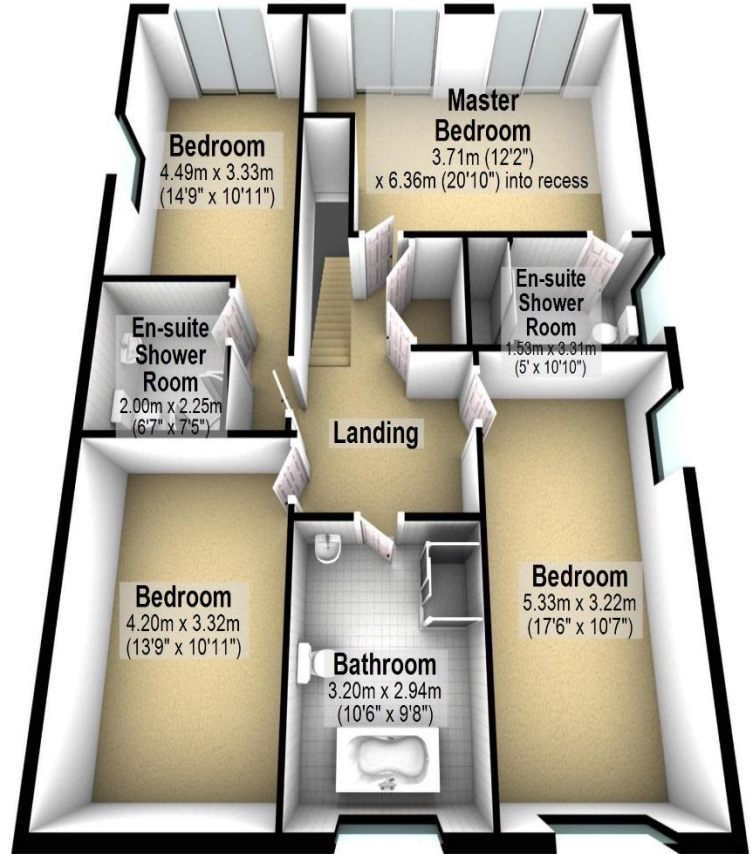 Bedroom
4.49m x 3.33m
(14'9" x 10'11")
Master
Bedroom
3.71m (12'2")
x 6.36m (20'10") into recess
En-suite
Shower
Room
2.00m x 2.25m
(6'7" x 7'5")
En-suite
Shower
Room
1.53m x 3.31m
(5' x 10'10")
Landing
Bedroom
4.20m x 3.32m
(13'9" x 10'11")
Bathroom
3.20m x 2.94m
(10'6" x 9'8")
Bedroom
5.33m x 3.22m
(17'6" x 10'7")